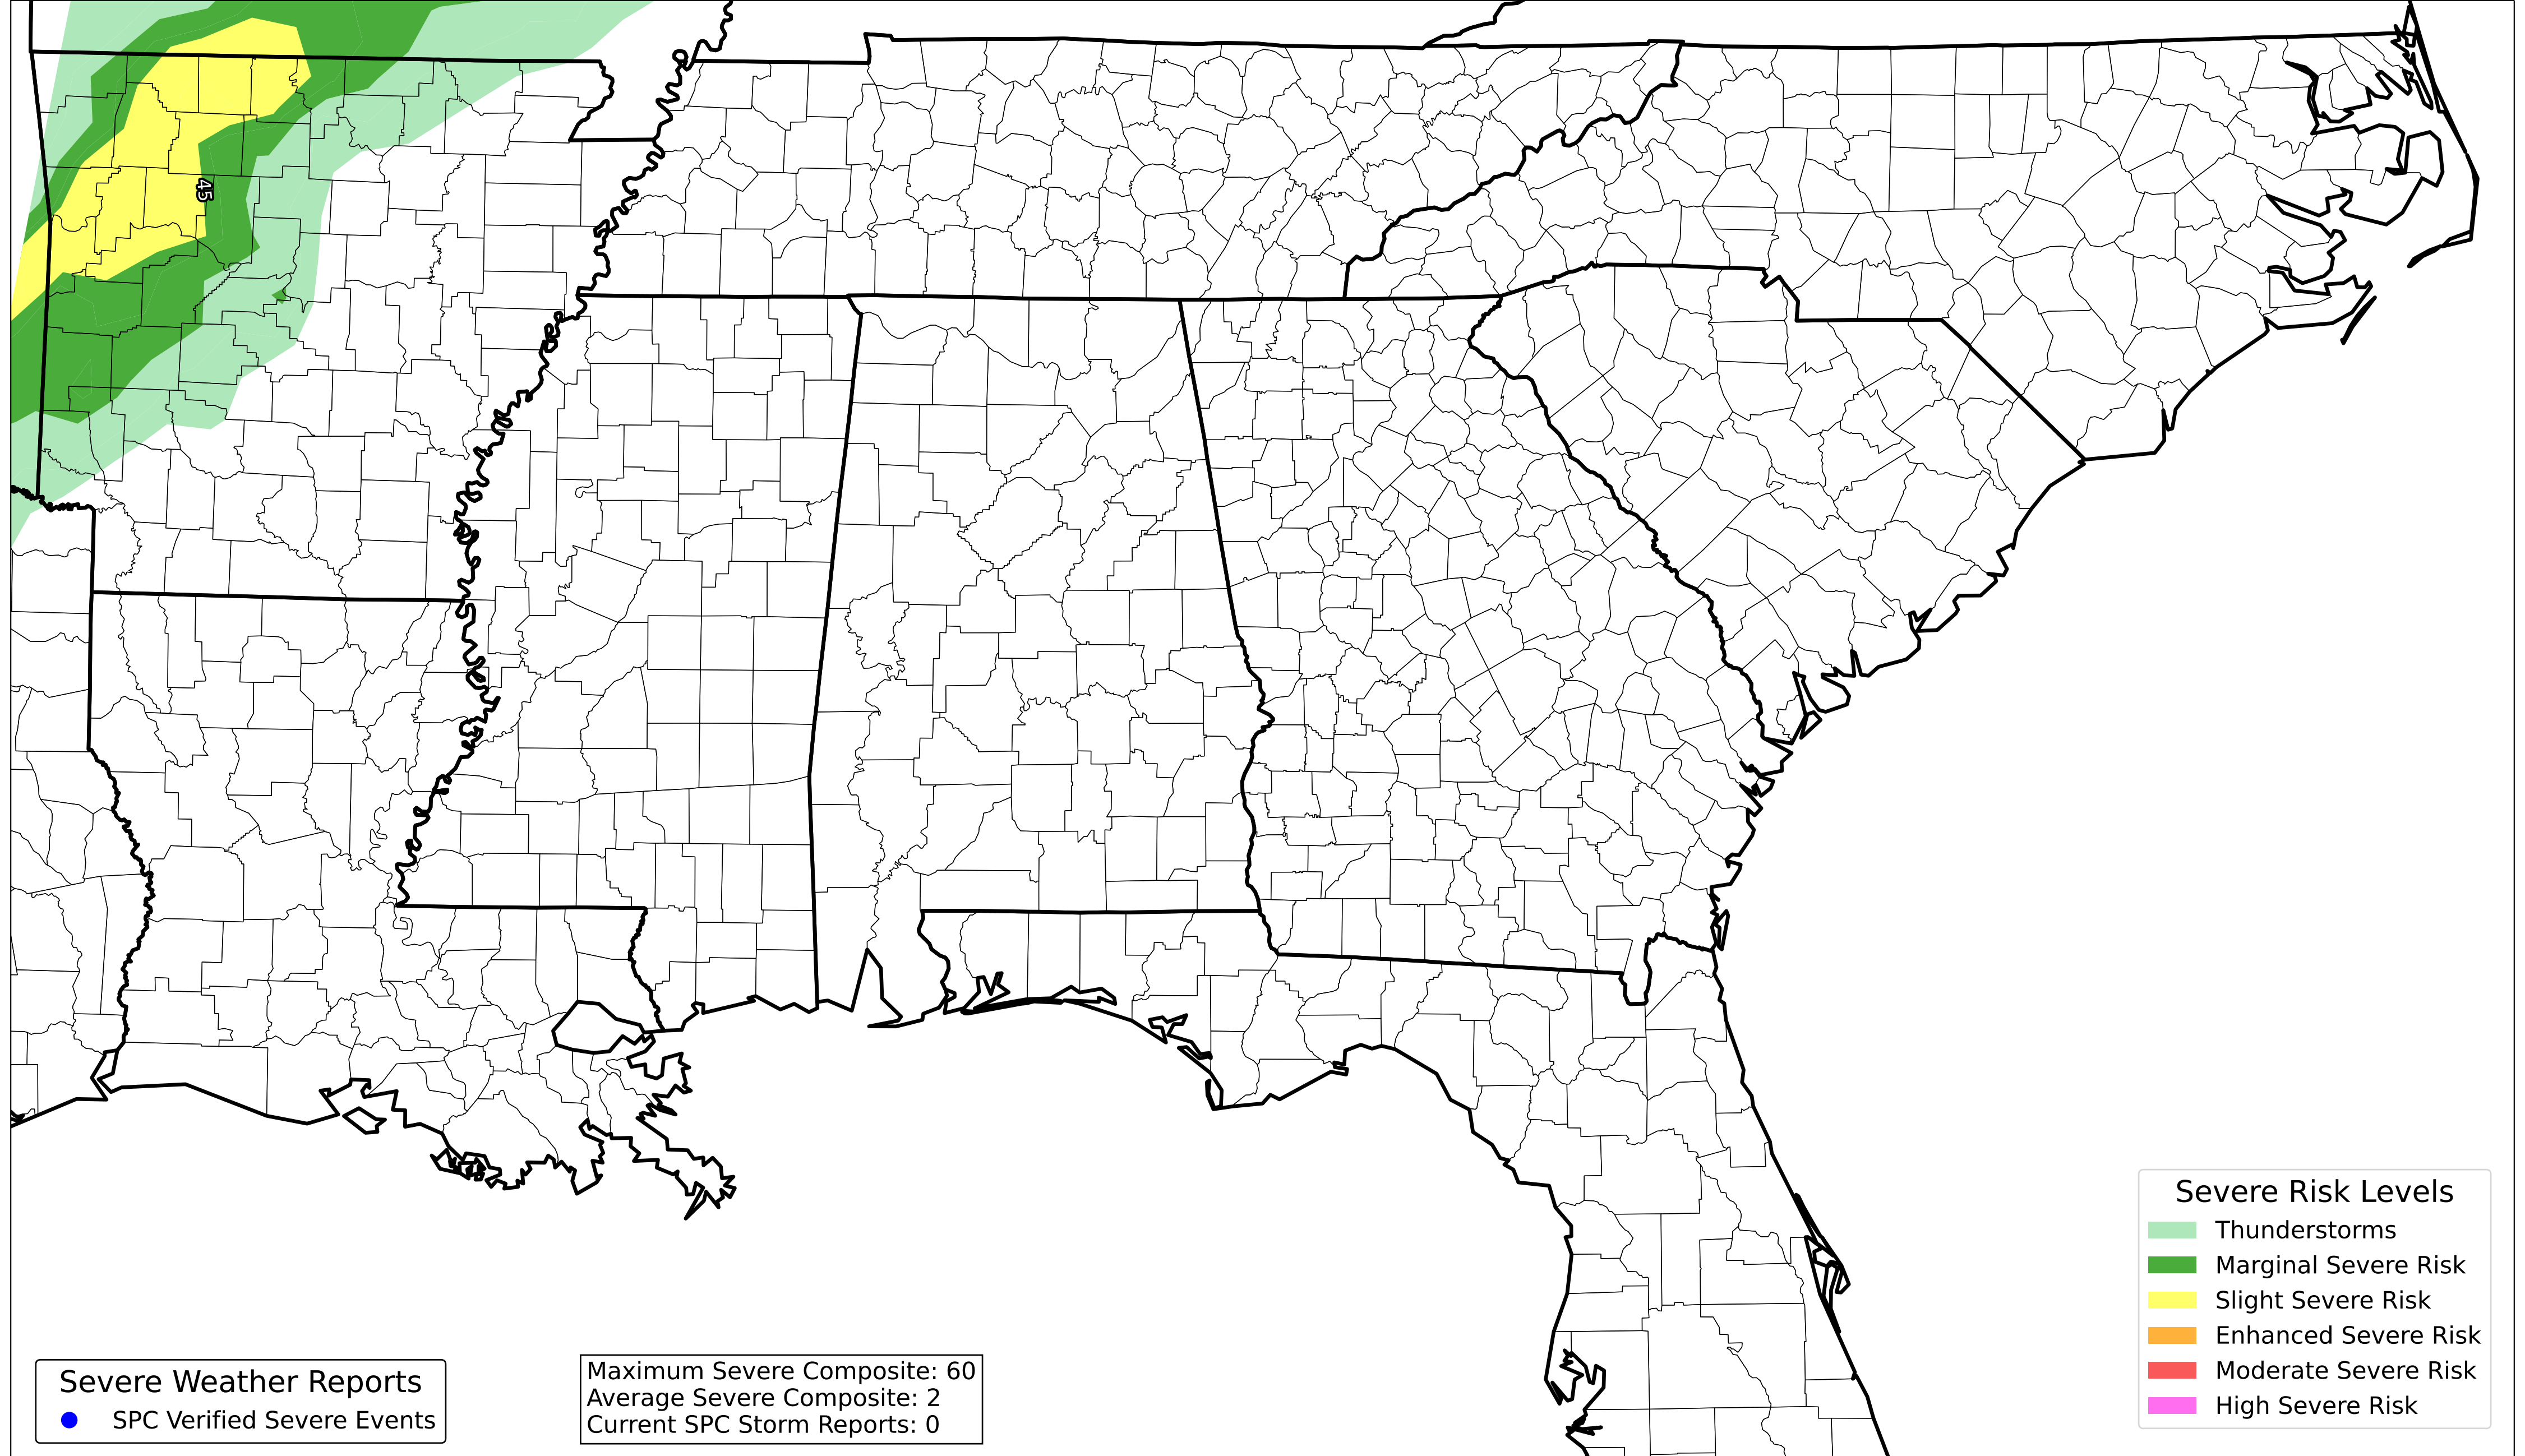 45
Severe Weather Reports
SPC Verified Severe Events
Maximum Severe Composite: 60
Average Severe Composite: 2
Current SPC Storm Reports: 0
Severe Risk Levels
Thunderstorms
Marginal Severe Risk
Slight Severe Risk
Enhanced Severe Risk
Moderate Severe Risk
High Severe Risk